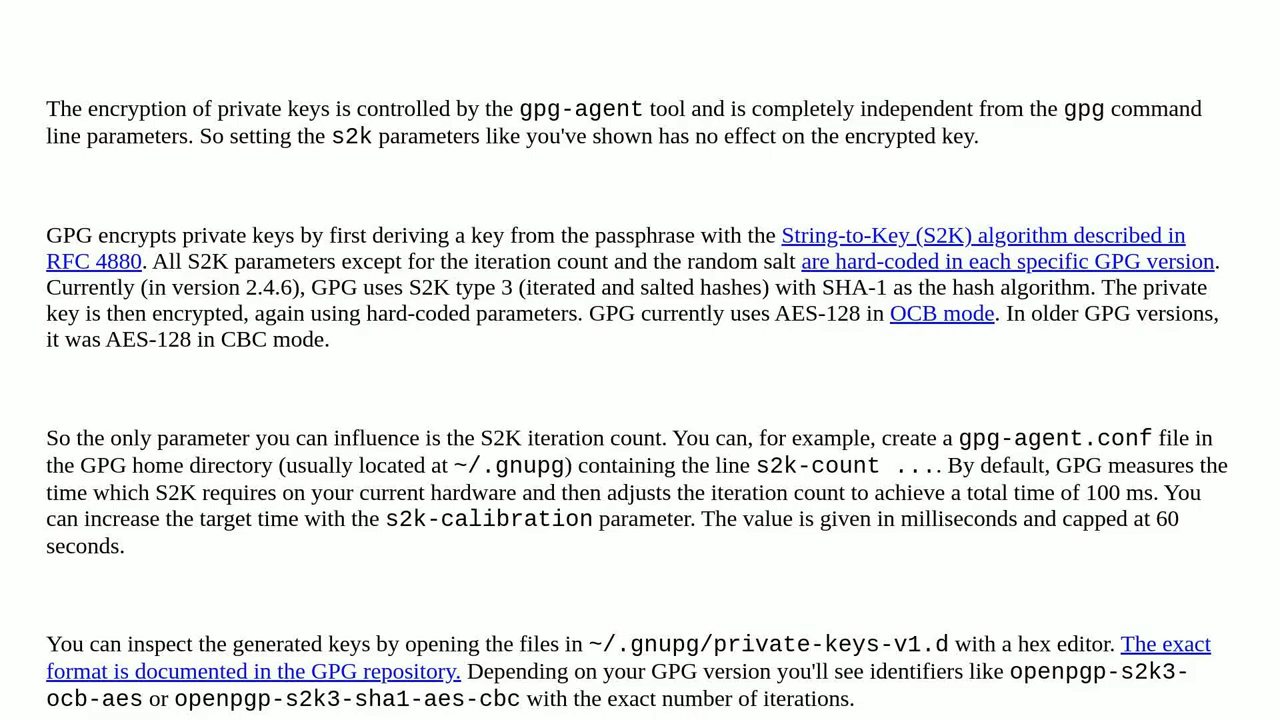 The encryption of private keys is controlled by the gpg-agent tool and is completely independent from the gpg command
line parameters. So setting the s2k parameters like you've shown has no effect on the encrypted key.
GPG encrypts private keys by first deriving a key from the passphrase with the String-to-Key (S2K) algorithm described in
RFC 4880. All S2K parameters except for the iteration count and the random salt are hard-coded in each specific GPG version.
Currently (in version 2.4.6), GPG uses S2K type 3 (iterated and salted hashes) with SHA-1 as the hash algorithm. The private
key is then encrypted, again using hard-coded parameters. GPG currently uses AES-128 in OCB mode. In older GPG versions,
it was AES-128 in CBC mode.
So the only parameter you can influence is the S2K iteration count. You can, for example, create a gpg-agent.conf file in
the GPG home directory (usually located at ~/.gnupg) containing the line s2k-count .... By default, GPG measures the
time which S2K requires on your current hardware and then adjusts the iteration count to achieve a total time of 100 ms. You
can increase the target time with the s2k-calibration parameter. The value is given in milliseconds and capped at 60
seconds.
You can inspect the generated keys by opening the files in ~/.gnupg/private-keys-v1.d with a hex editor. The exact
format is documented in the GPG repository. Depending on your GPG version you'll see identifiers like openpgp-s2k3-
ocb-aes or openpgp-s2k3-sha1-aes-cbc with the exact number of iterations.